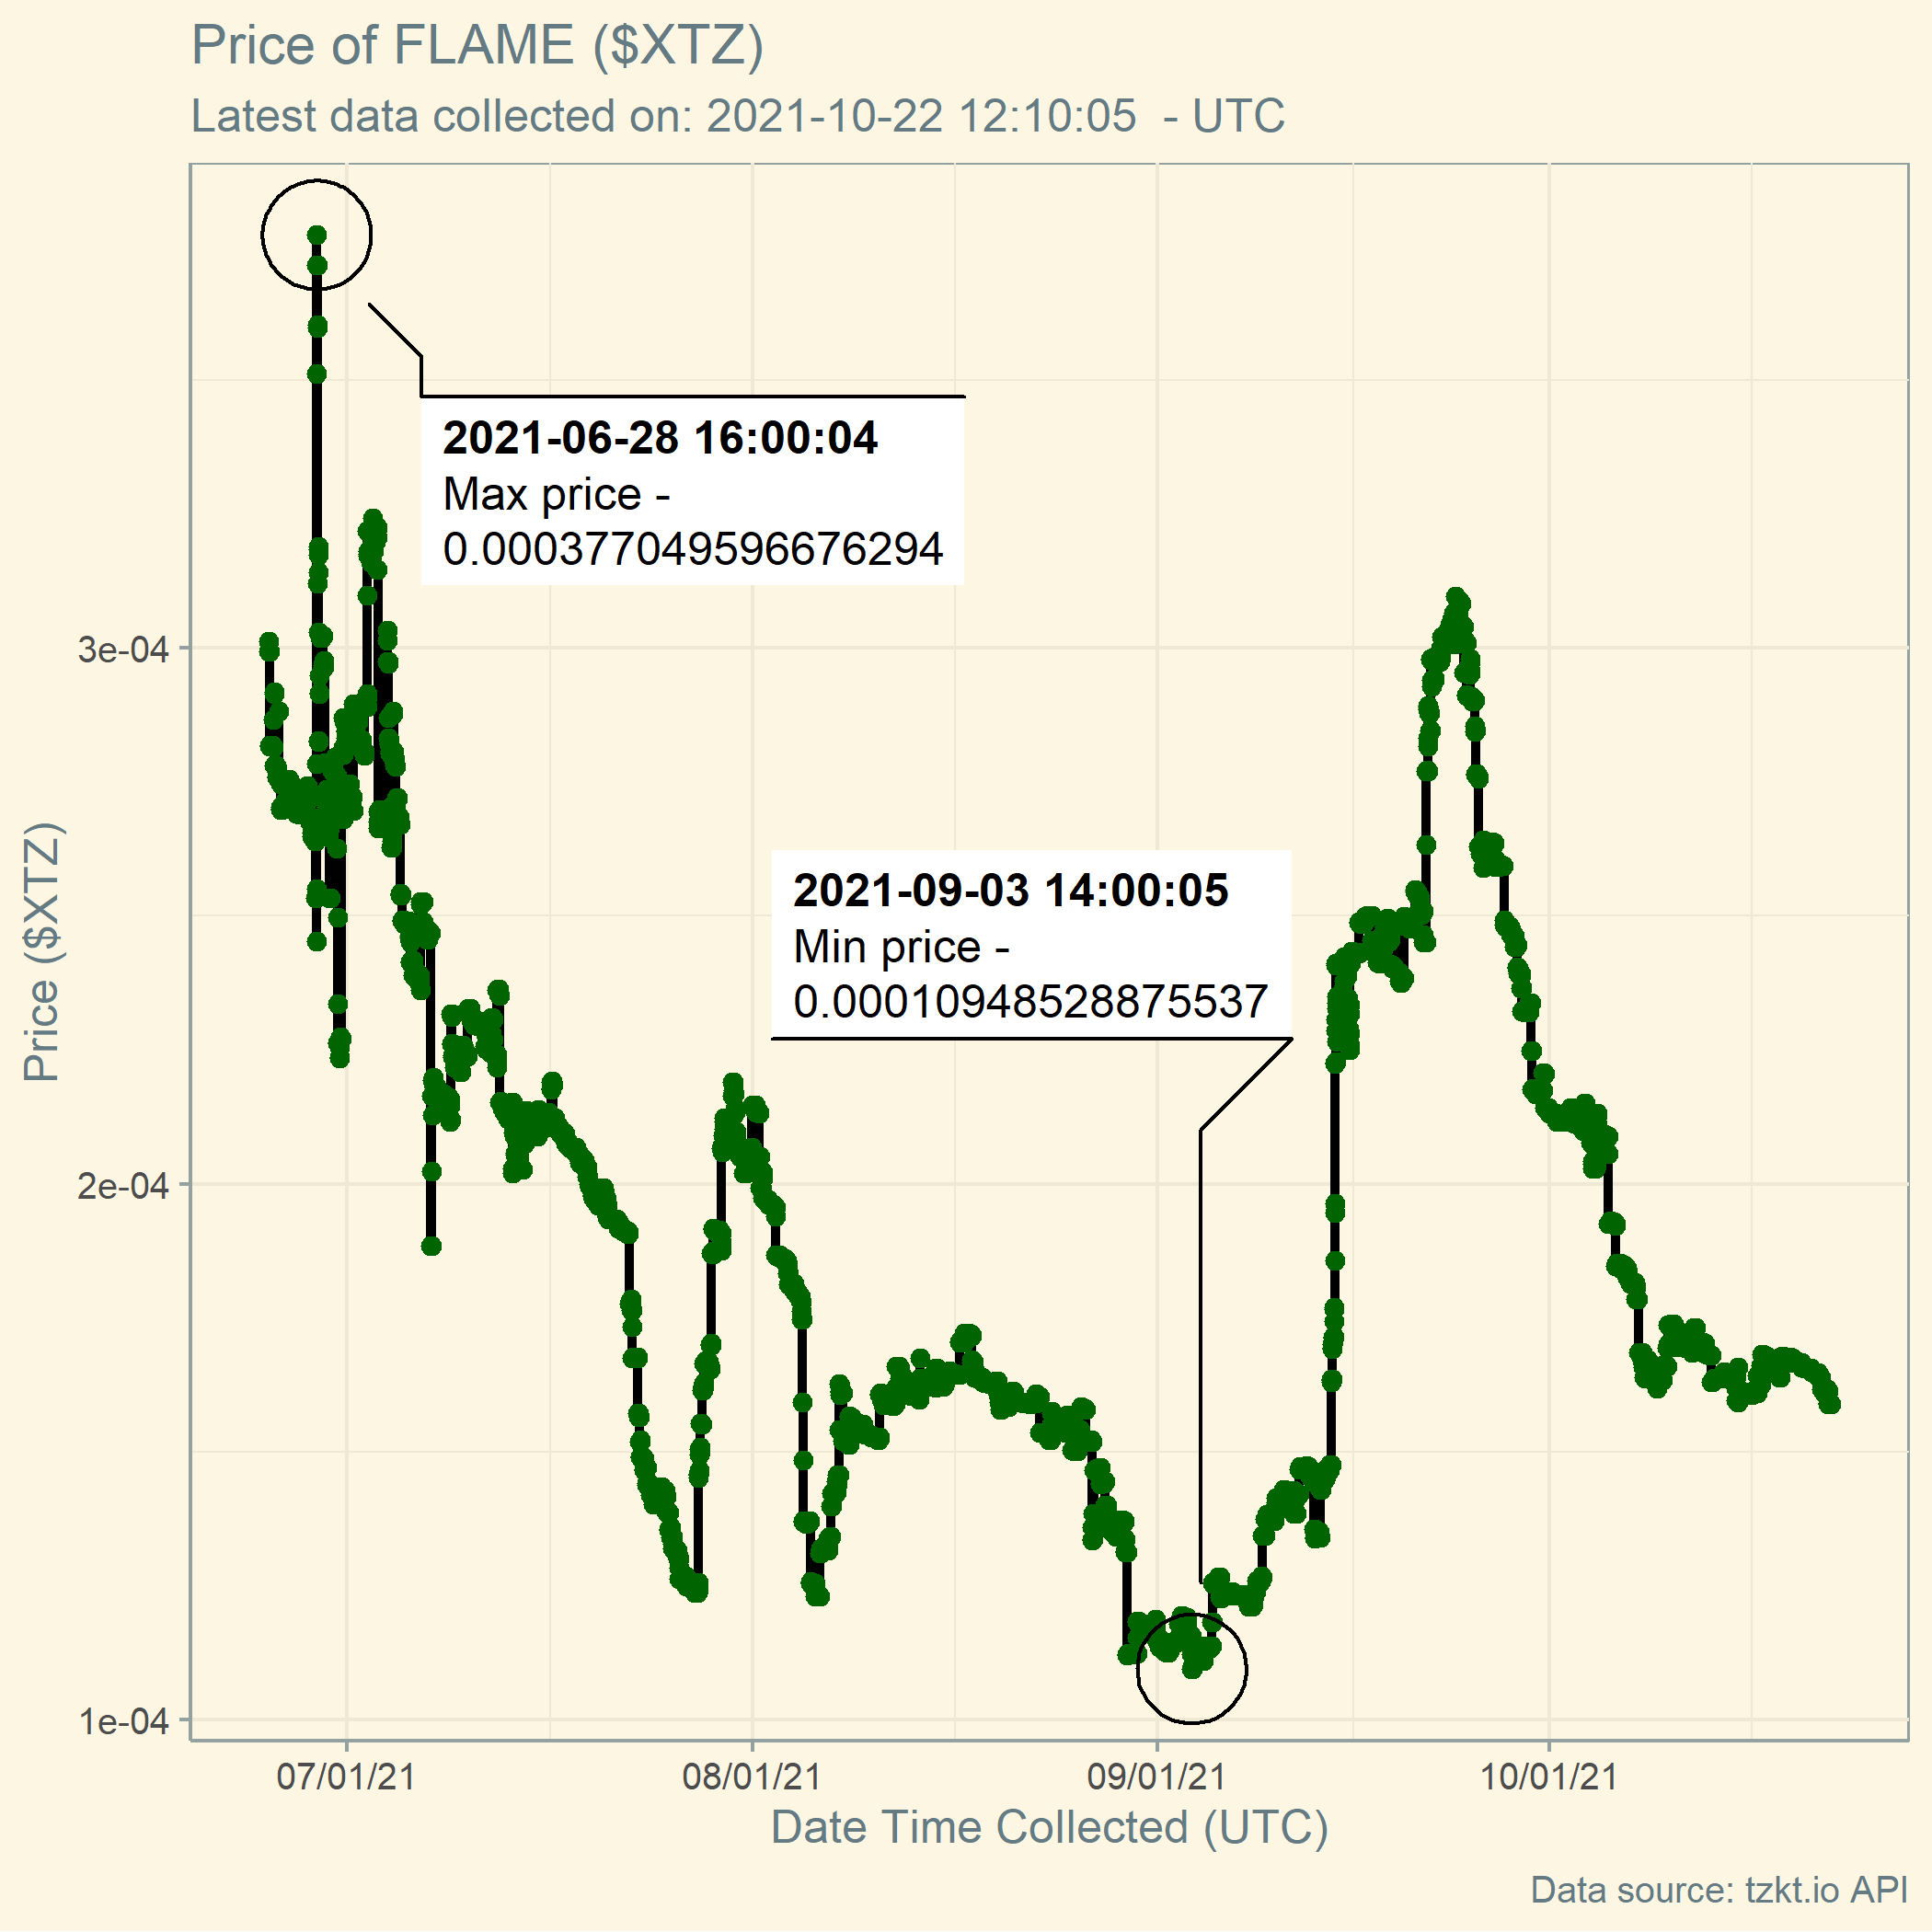 Price of FLAME ($XTZ)
Latest data collected on: 2021-10-22 12:10:05  - UTC
2021-06-28 16:00:04
Max price -
0.000377049596676294
2021-09-03 14:00:05
Min price -
0.000109485288755​37
3e-04
2e-04
1e-04
Price ($XTZ)
07/01/21
08/01/21
09/01/21
10/01/21
Date Time Collected (UTC)
Data source: tzkt.io API